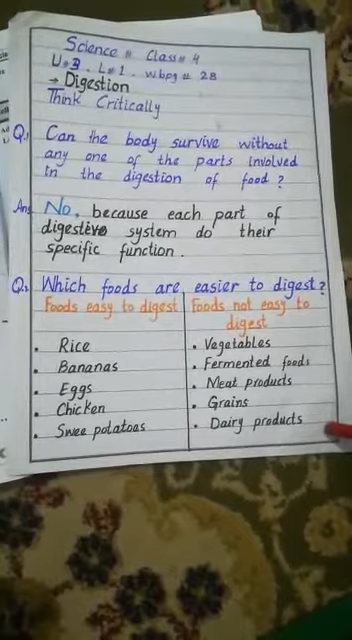 Science # Class # 4
U # 3 . L # 1 . wbpg # 28
→ Digestion
Think Critically
Q1 Can the body survive without
any one of the parts involved
in the digestion of food ?
Ans No, because each part of
digestive system do their
specific function .
Q2 Which foods are easier to digest ?
Foods easy to digest
• Rice
• Bananas
• Eggs
• Chicken
• Swee potatoas
Foods not easy to
digest
• Vegetables
• Fermented foods
• Meat products
• Grains
• Dairy products